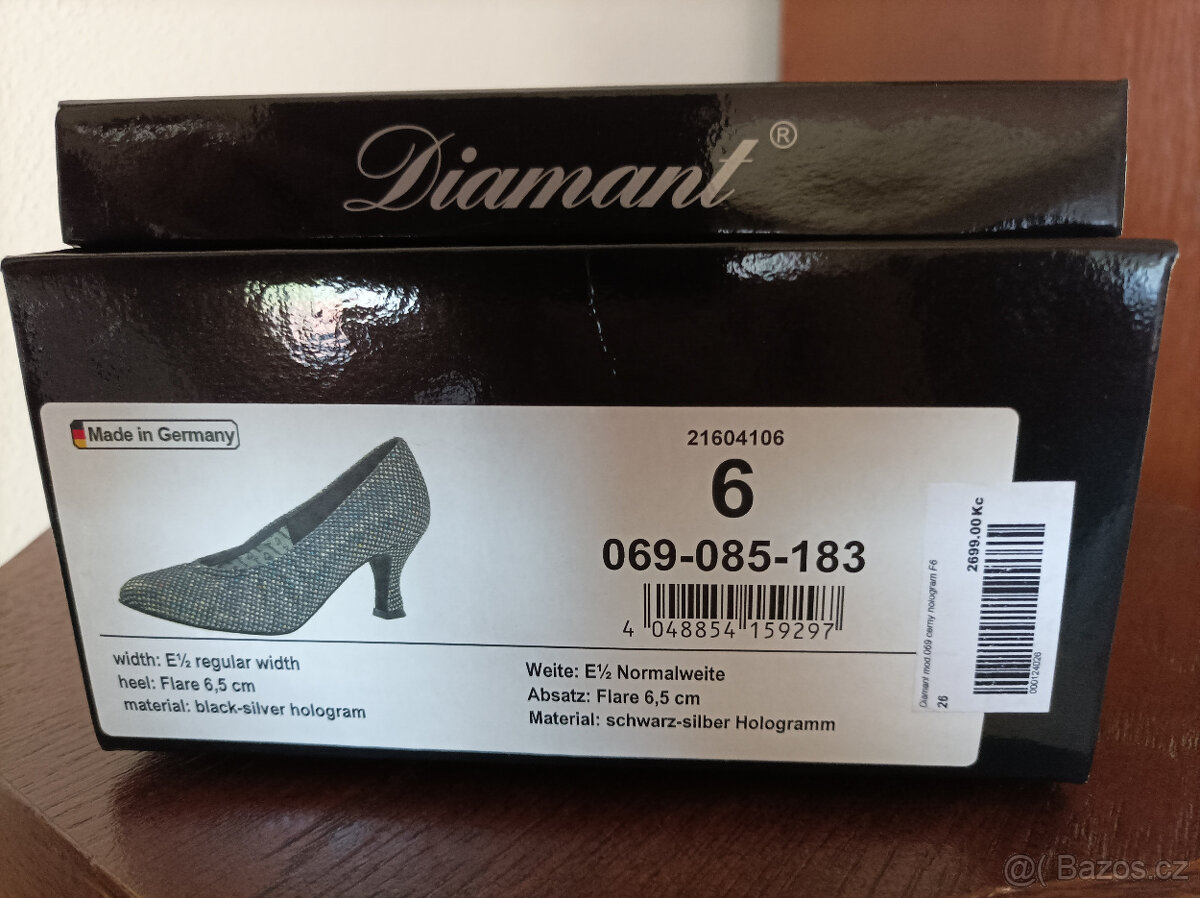 Diamant®
Made in Germany
21604106
6
069-085-183
4 048854 159297
width: E½ regular width
heel: Flare 6,5 cm
material: black-silver hologram
Weite: E½ Normalweite
Absatz: Flare 6,5 cm
Material: schwarz-silber Hologramm
Diamant mod.069 cerny hologram F6
26
2699.00 Kc
000124026
@( Bazos.cz